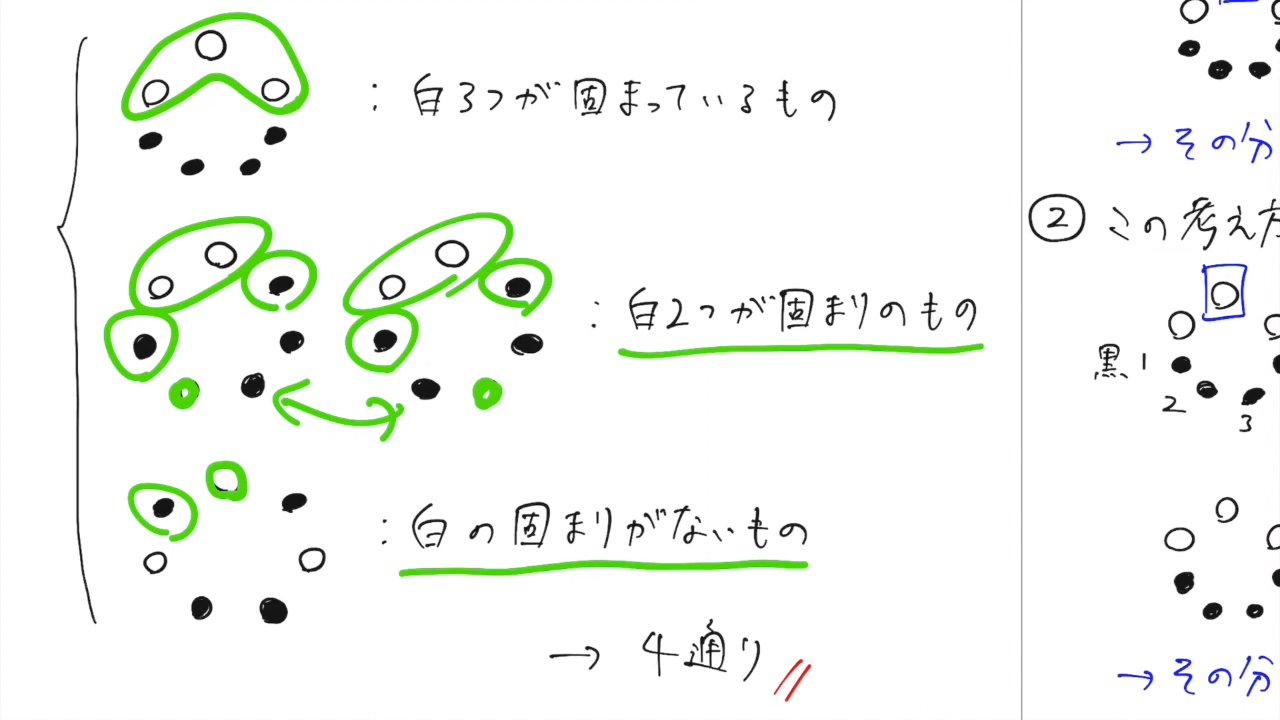 : 白3つが固まっているもの
: 白2つが固まりのもの
: 白の固まりがないもの
→ 4通り
→ その分
② この考え方
黒 1
2
3
→ その分